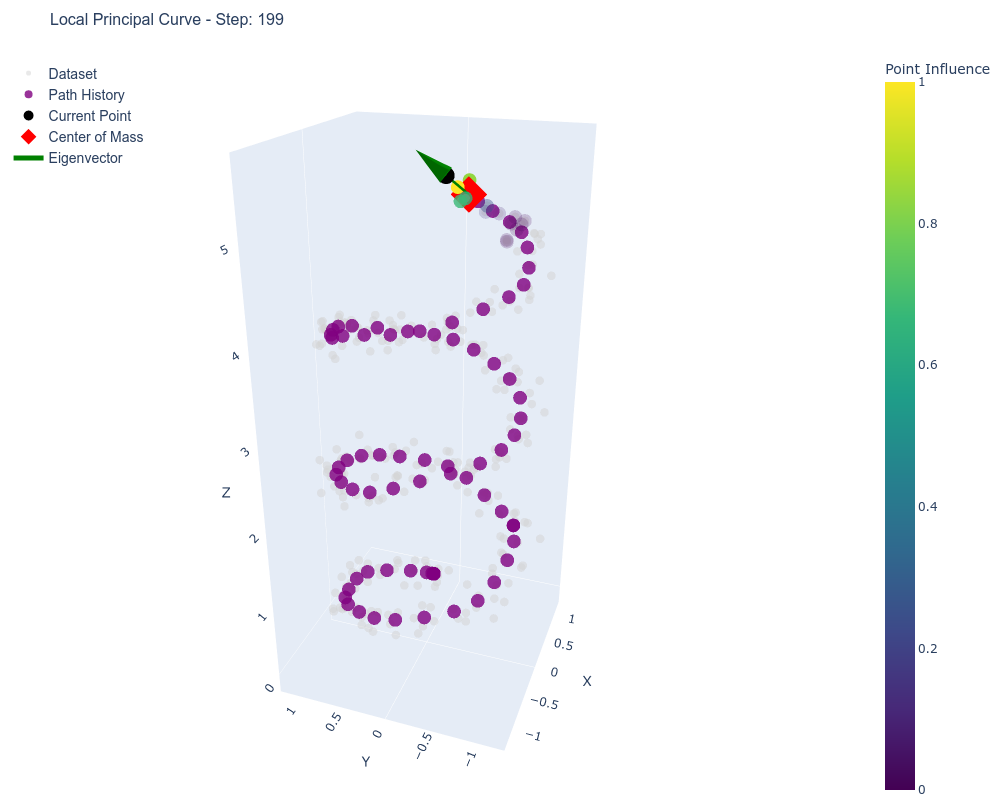 Local Principal Curve - Step: 199
Dataset
Path History
Current Point
Center of Mass
Eigenvector
Point Influence
1
0.8
0.6
0.4
0.2
0
5
4
3
2
1
0
Z
1
0.5
0
−0.5
−1
Y
1
0.5
0
−0.5
−1
X